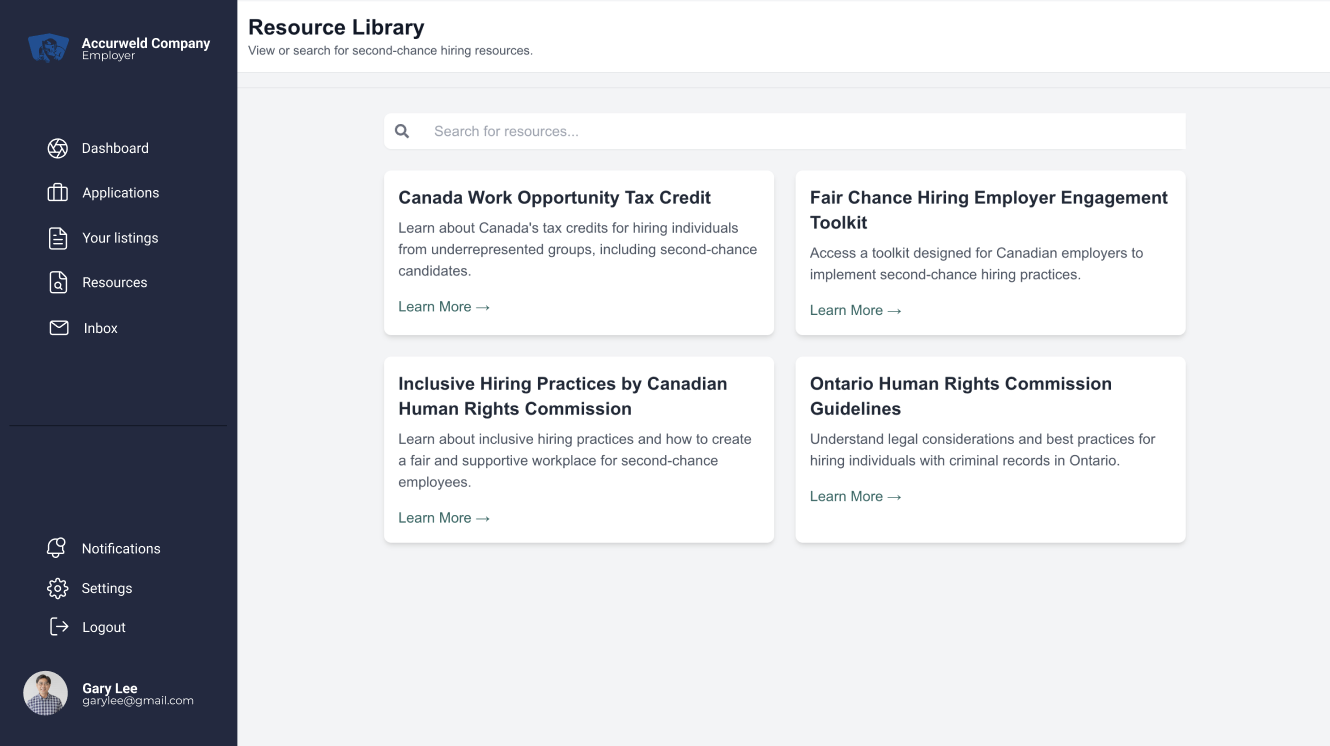 Accurweld Company
Employer
Dashboard
Applications
Your listings
Resources
Inbox
Notifications
Settings
Logout
Gary Lee
garylee@gmail.com
Resource Library
View or search for second-chance hiring resources.
Search for resources...
Canada Work Opportunity Tax Credit
Learn about Canada's tax credits for hiring individuals
from underrepresented groups, including second-chance
candidates.
Learn More →
Fair Chance Hiring Employer Engagement
Toolkit
Access a toolkit designed for Canadian employers to
implement second-chance hiring practices.
Learn More →
Inclusive Hiring Practices by Canadian
Human Rights Commission
Learn about inclusive hiring practices and how to create
a fair and supportive workplace for second-chance
employees.
Learn More →
Ontario Human Rights Commission
Guidelines
Understand legal considerations and best practices for
hiring individuals with criminal records in Ontario.
Learn More →